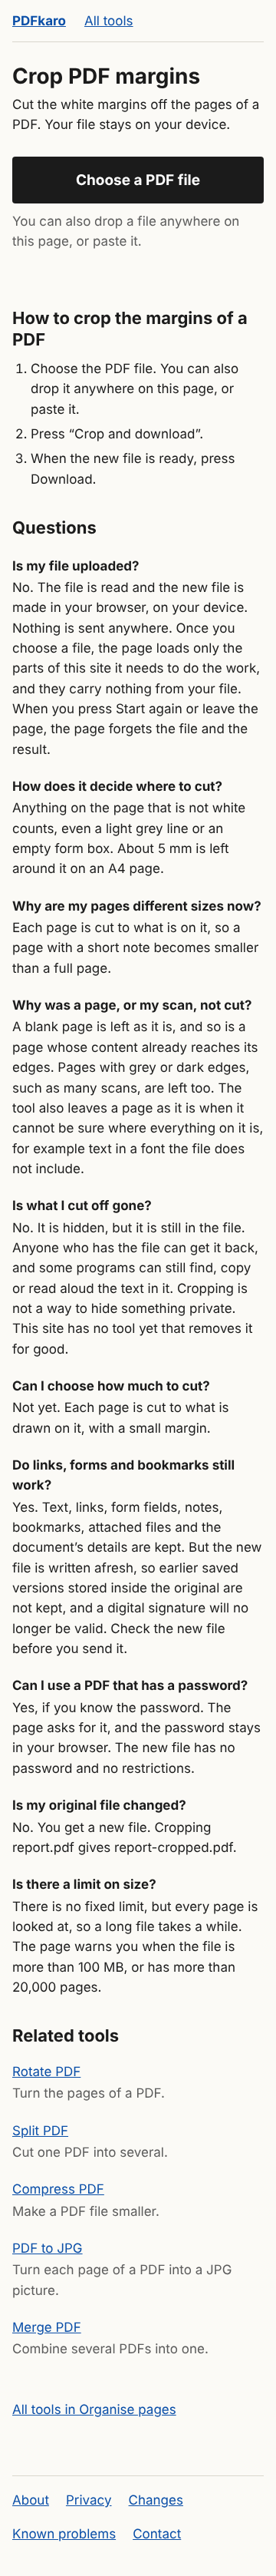 PDFkaro All tools
Crop PDF margins
Cut the white margins off the pages of a
PDF. Your file stays on your device.
Choose a PDF file
You can also drop a file anywhere on
this page, or paste it.
How to crop the margins of a
PDF
1. Choose the PDF file. You can also
drop it anywhere on this page, or
paste it.
2. Press “Crop and download”.
3. When the new file is ready, press
Download.
Questions
Is my file uploaded?
No. The file is read and the new file is
made in your browser, on your device.
Nothing is sent anywhere. Once you
choose a file, the page loads only the
parts of this site it needs to do the work,
and they carry nothing from your file.
When you press Start again or leave the
page, the page forgets the file and the
result.
How does it decide where to cut?
Anything on the page that is not white
counts, even a light grey line or an
empty form box. About 5 mm is left
around it on an A4 page.
Why are my pages different sizes now?
Each page is cut to what is on it, so a
page with a short note becomes smaller
than a full page.
Why was a page, or my scan, not cut?
A blank page is left as it is, and so is a
page whose content already reaches its
edges. Pages with grey or dark edges,
such as many scans, are left too. The
tool also leaves a page as it is when it
cannot be sure where everything on it is,
for example text in a font the file does
not include.
Is what I cut off gone?
No. It is hidden, but it is still in the file.
Anyone who has the file can get it back,
and some programs can still find, copy
or read aloud the text in it. Cropping is
not a way to hide something private.
This site has no tool yet that removes it
for good.
Can I choose how much to cut?
Not yet. Each page is cut to what is
drawn on it, with a small margin.
Do links, forms and bookmarks still
work?
Yes. Text, links, form fields, notes,
bookmarks, attached files and the
document’s details are kept. But the new
file is written afresh, so earlier saved
versions stored inside the original are
not kept, and a digital signature will no
longer be valid. Check the new file
before you send it.
Can I use a PDF that has a password?
Yes, if you know the password. The
page asks for it, and the password stays
in your browser. The new file has no
password and no restrictions.
Is my original file changed?
No. You get a new file. Cropping
report.pdf gives report-cropped.pdf.
Is there a limit on size?
There is no fixed limit, but every page is
looked at, so a long file takes a while.
The page warns you when the file is
more than 100 MB, or has more than
20,000 pages.
Related tools
Rotate PDF
Turn the pages of a PDF.
Split PDF
Cut one PDF into several.
Compress PDF
Make a PDF file smaller.
PDF to JPG
Turn each page of a PDF into a JPG
picture.
Merge PDF
Combine several PDFs into one.
All tools in Organise pages
About Privacy Changes
Known problems Contact